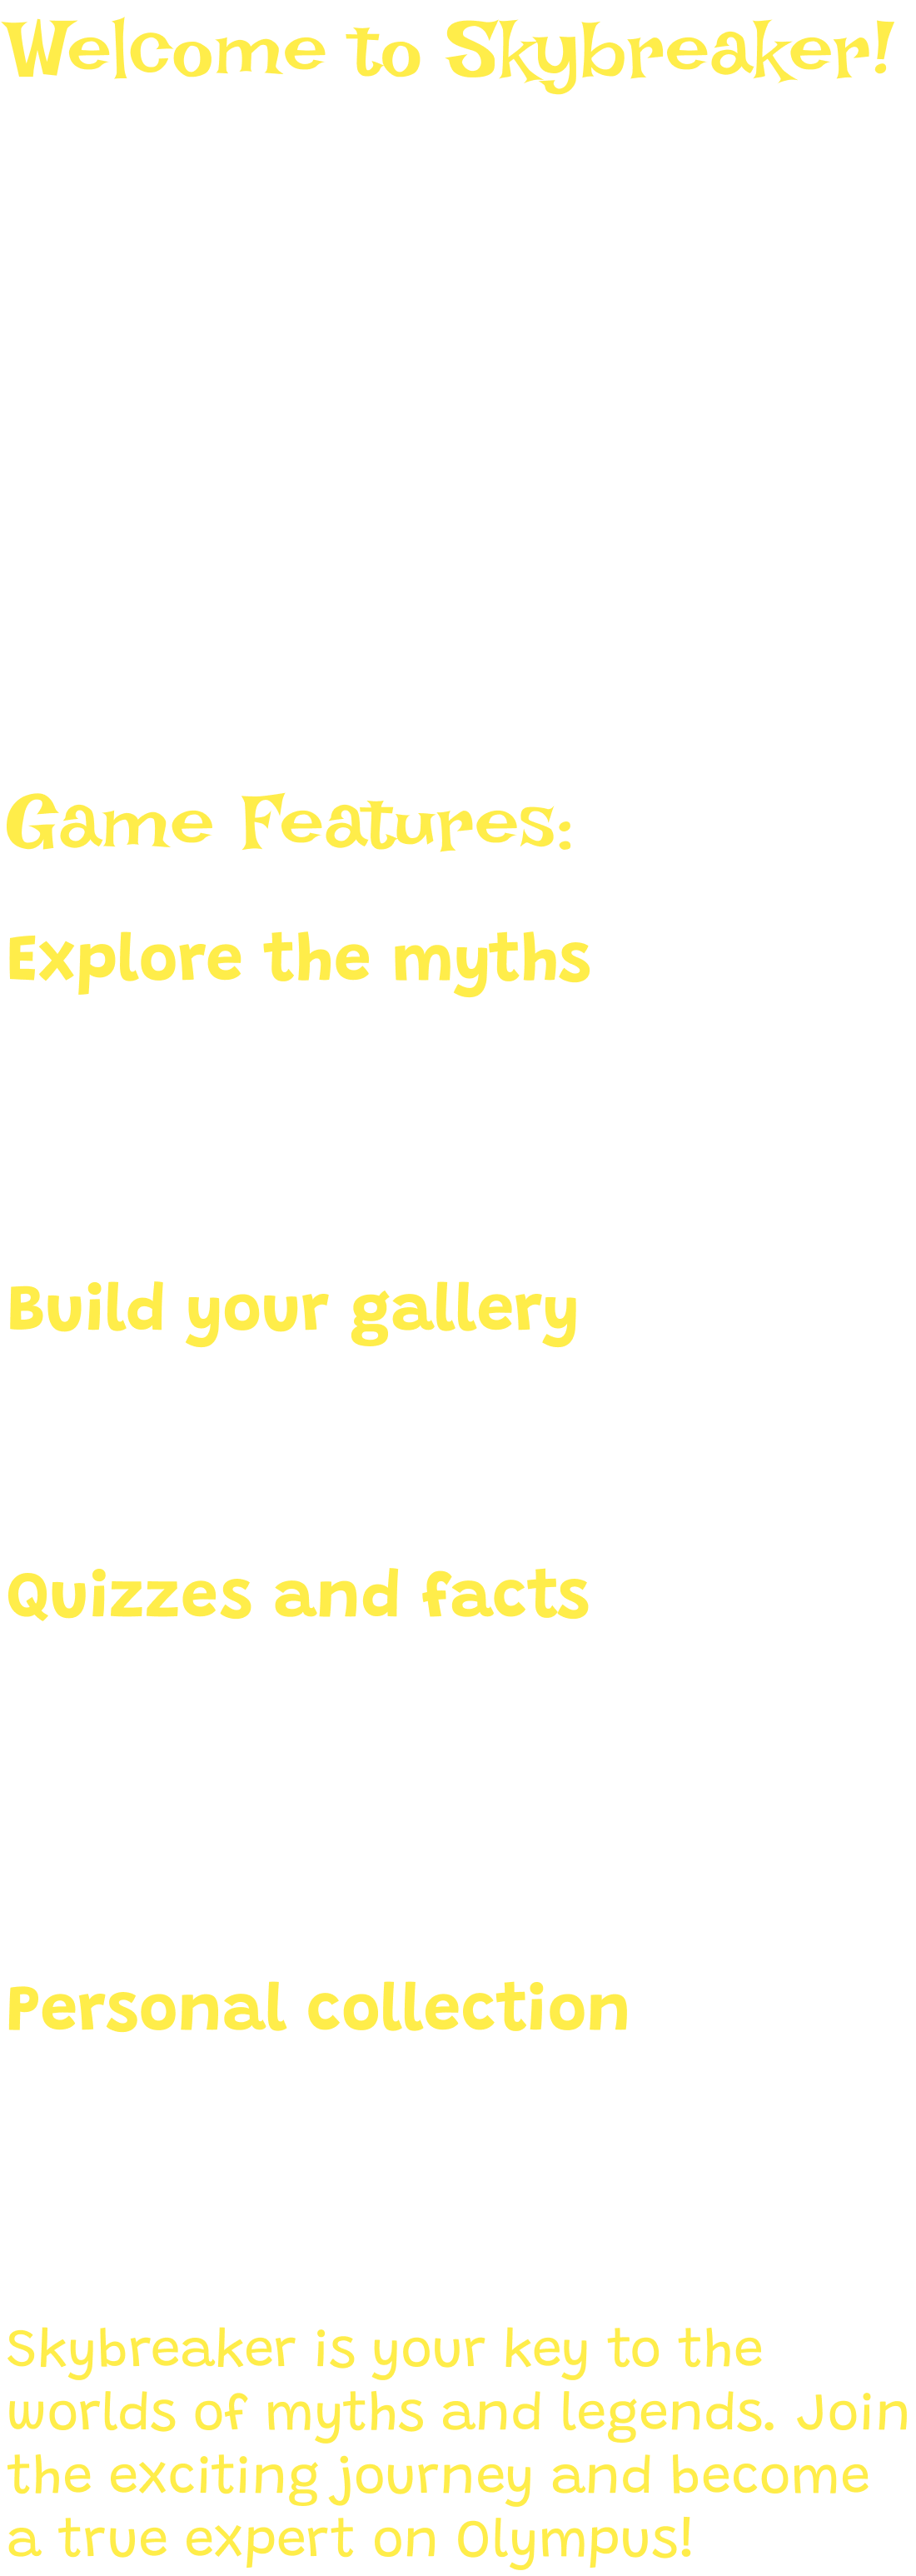 Welcome to Skybreaker!
Game Features:
Explore the myths
Build your gallery
Quizzes and facts
Personal collection
Skybreaker is your key to the
worlds of myths and legends. Join
the exciting journey and become
a true expert on Olympus!